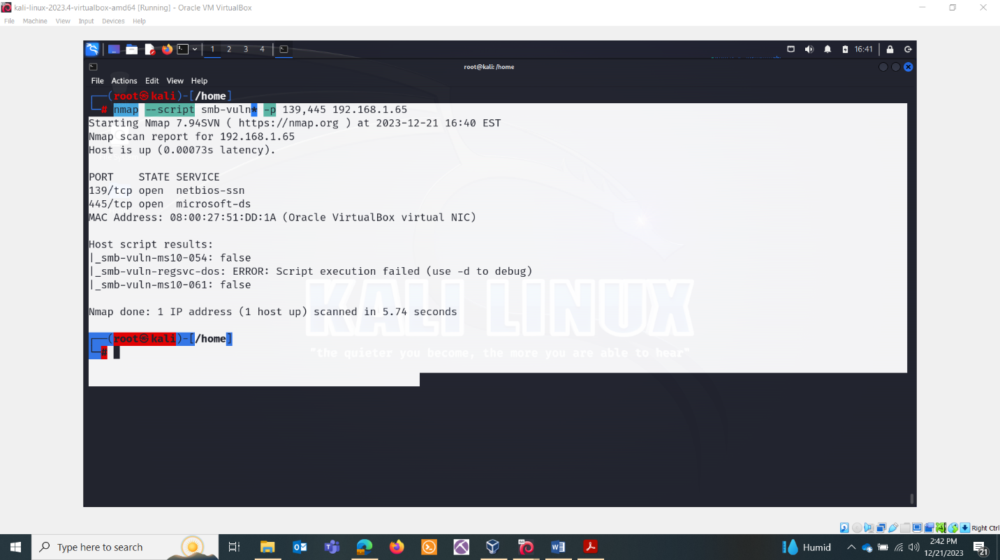 kali-linux-2023.4-virtualbox-amd64 [Running] - Oracle VM VirtualBox
File Machine View Input Devices Help
1 2 3 4 16:41
root@kali: /home
File Actions Edit View Help
┌──(root㉿kali)-[/home]
└─# nmap --script smb-vuln* -p 139,445 192.168.1.65
Starting Nmap 7.94SVN ( https://nmap.org ) at 2023-12-21 16:40 EST
Nmap scan report for 192.168.1.65
Host is up (0.00073s latency).
PORT    STATE SERVICE
139/tcp open  netbios-ssn
445/tcp open  microsoft-ds
MAC Address: 08:00:27:51:DD:1A (Oracle VirtualBox virtual NIC)
Host script results:
|_smb-vuln-ms10-054: false
|_smb-vuln-regsvc-dos: ERROR: Script execution failed (use -d to debug)
|_smb-vuln-ms10-061: false
KALI LINUX
Nmap done: 1 IP address (1 host up) scanned in 5.74 seconds
┌──(root㉿kali)-[/home]
└─#
"the quieter you become, the more you are able to hear"
Right Ctrl
Type here to search
Humid
2:42 PM
12/21/2023
21